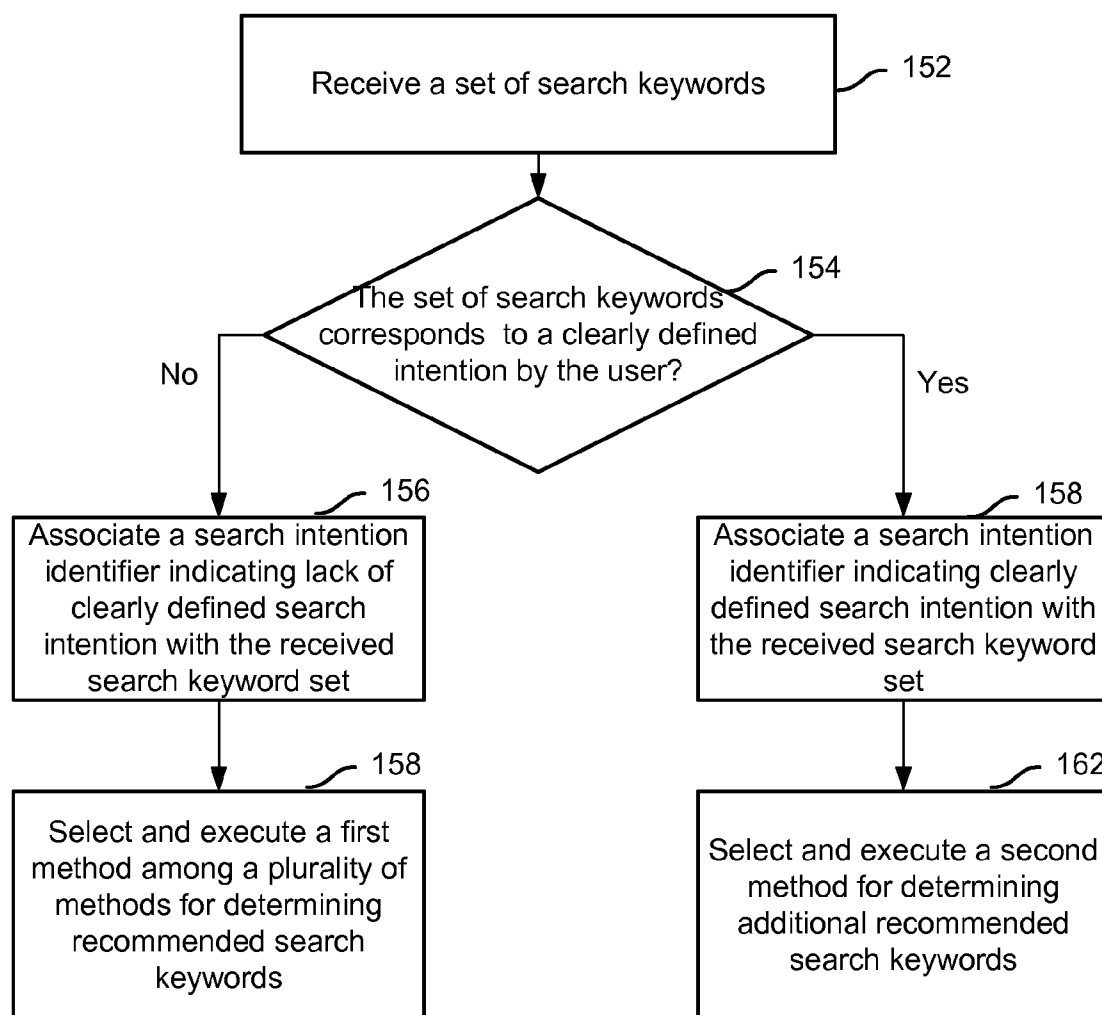 Receive a set of search keywords
152
154
The set of search keywords
corresponds to a clearly defined
intention by the user?
No
Yes
156
Associate a search intention
identifier indicating lack of
clearly defined search
intention with the received
search keyword set
158
Associate a search intention
identifier indicating clearly
defined search intention with
the received search keyword
set
158
Select and execute a first
method among a plurality of
methods for determining
recommended search
keywords
162
Select and execute a second
method for determining
additional recommended
search keywords